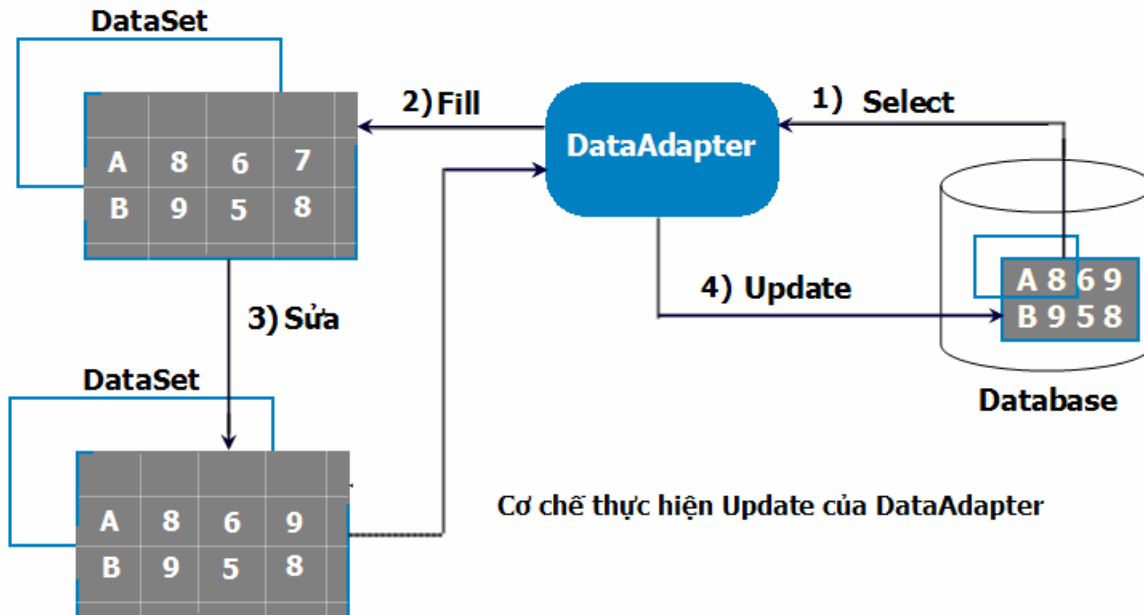 DataSet
2) Fill
1) Select
DataAdapter
A 8 6 7
B 9 5 8
3) Sửa
4) Update
A 8 6 9
B 9 5 8
Database
DataSet
A 8 6 9
B 9 5 8
Cơ chế thực hiện Update của DataAdapter